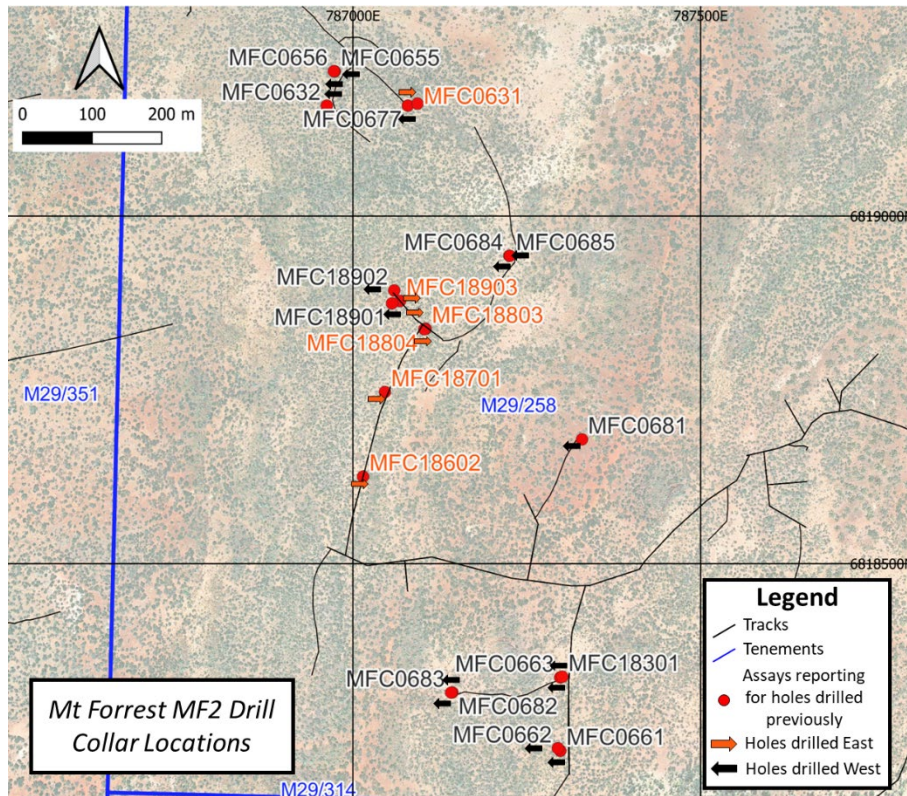 787000E
787500E
MFC0656
MFC0655
MFC0632
MFC0631
MFC0677
0 100 200 m
6819000N
MFC0684
MFC0685
MFC18902
MFC18903
MFC18901
MFC18803
MFC18804
MFC18701
M29/351
M29/258
MFC0681
MFC18602
6818500N
MFC0663
MFC18301
MFC0683
MFC0682
MFC0662
MFC0661
M29/314
Mt Forrest MF2 Drill
Collar Locations
Legend
Tracks
Tenements
Assays reporting
for holes drilled
previously
Holes drilled East
Holes drilled West